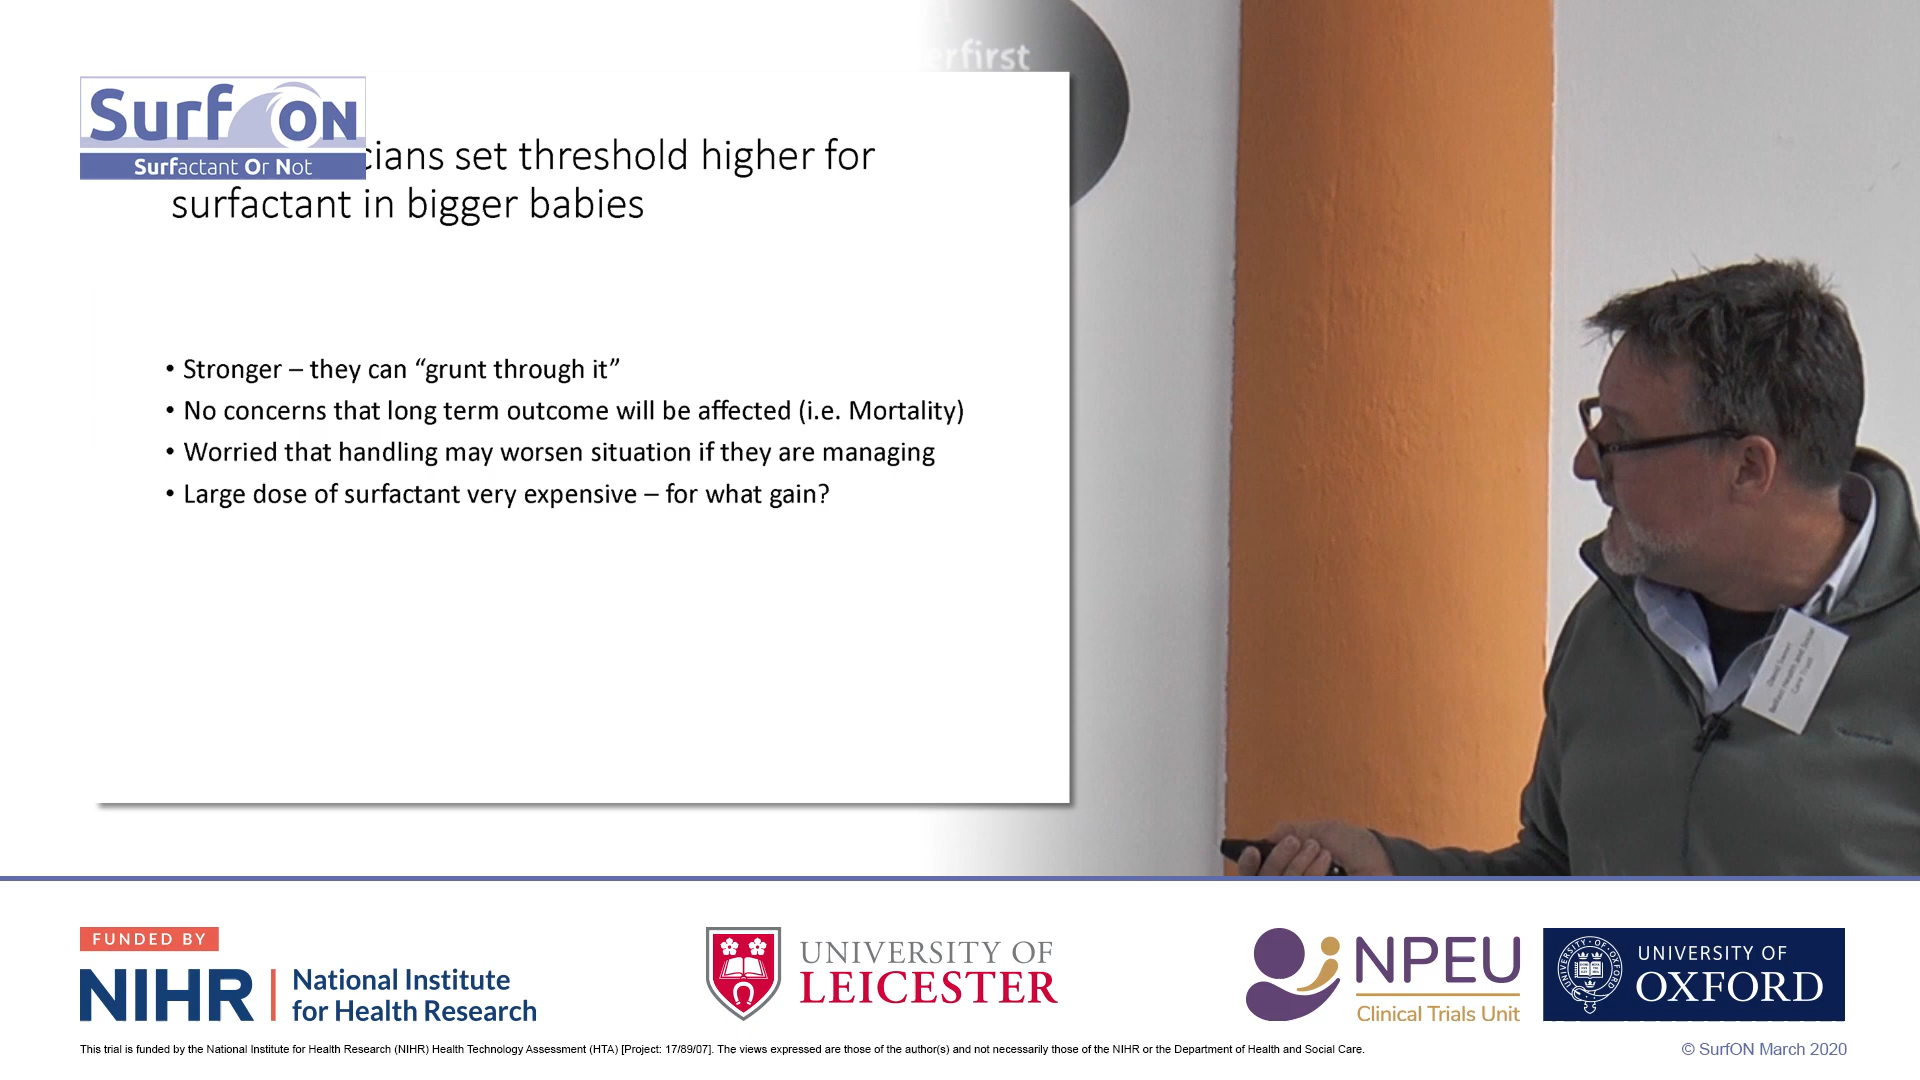 erfirst
Surf ON
Surfactant Or Not
cians set threshold higher for
surfactant in bigger babies
• Stronger – they can “grunt through it”
• No concerns that long term outcome will be affected (i.e. Mortality)
• Worried that handling may worsen situation if they are managing
• Large dose of surfactant very expensive – for what gain?
Belfast Health and Social
Care Trust
FUNDED BY
NIHR | National Institute
for Health Research
UNIVERSITY OF
LEICESTER
NPEU
Clinical Trials Unit
UNIVERSITY OF
OXFORD
This trial is funded by the National Institute for Health Research (NIHR) Health Technology Assessment (HTA) [Project: 17/89/07]. The views expressed are those of the author(s) and not necessarily those of the NIHR or the Department of Health and Social Care.
© SurfON March 2020